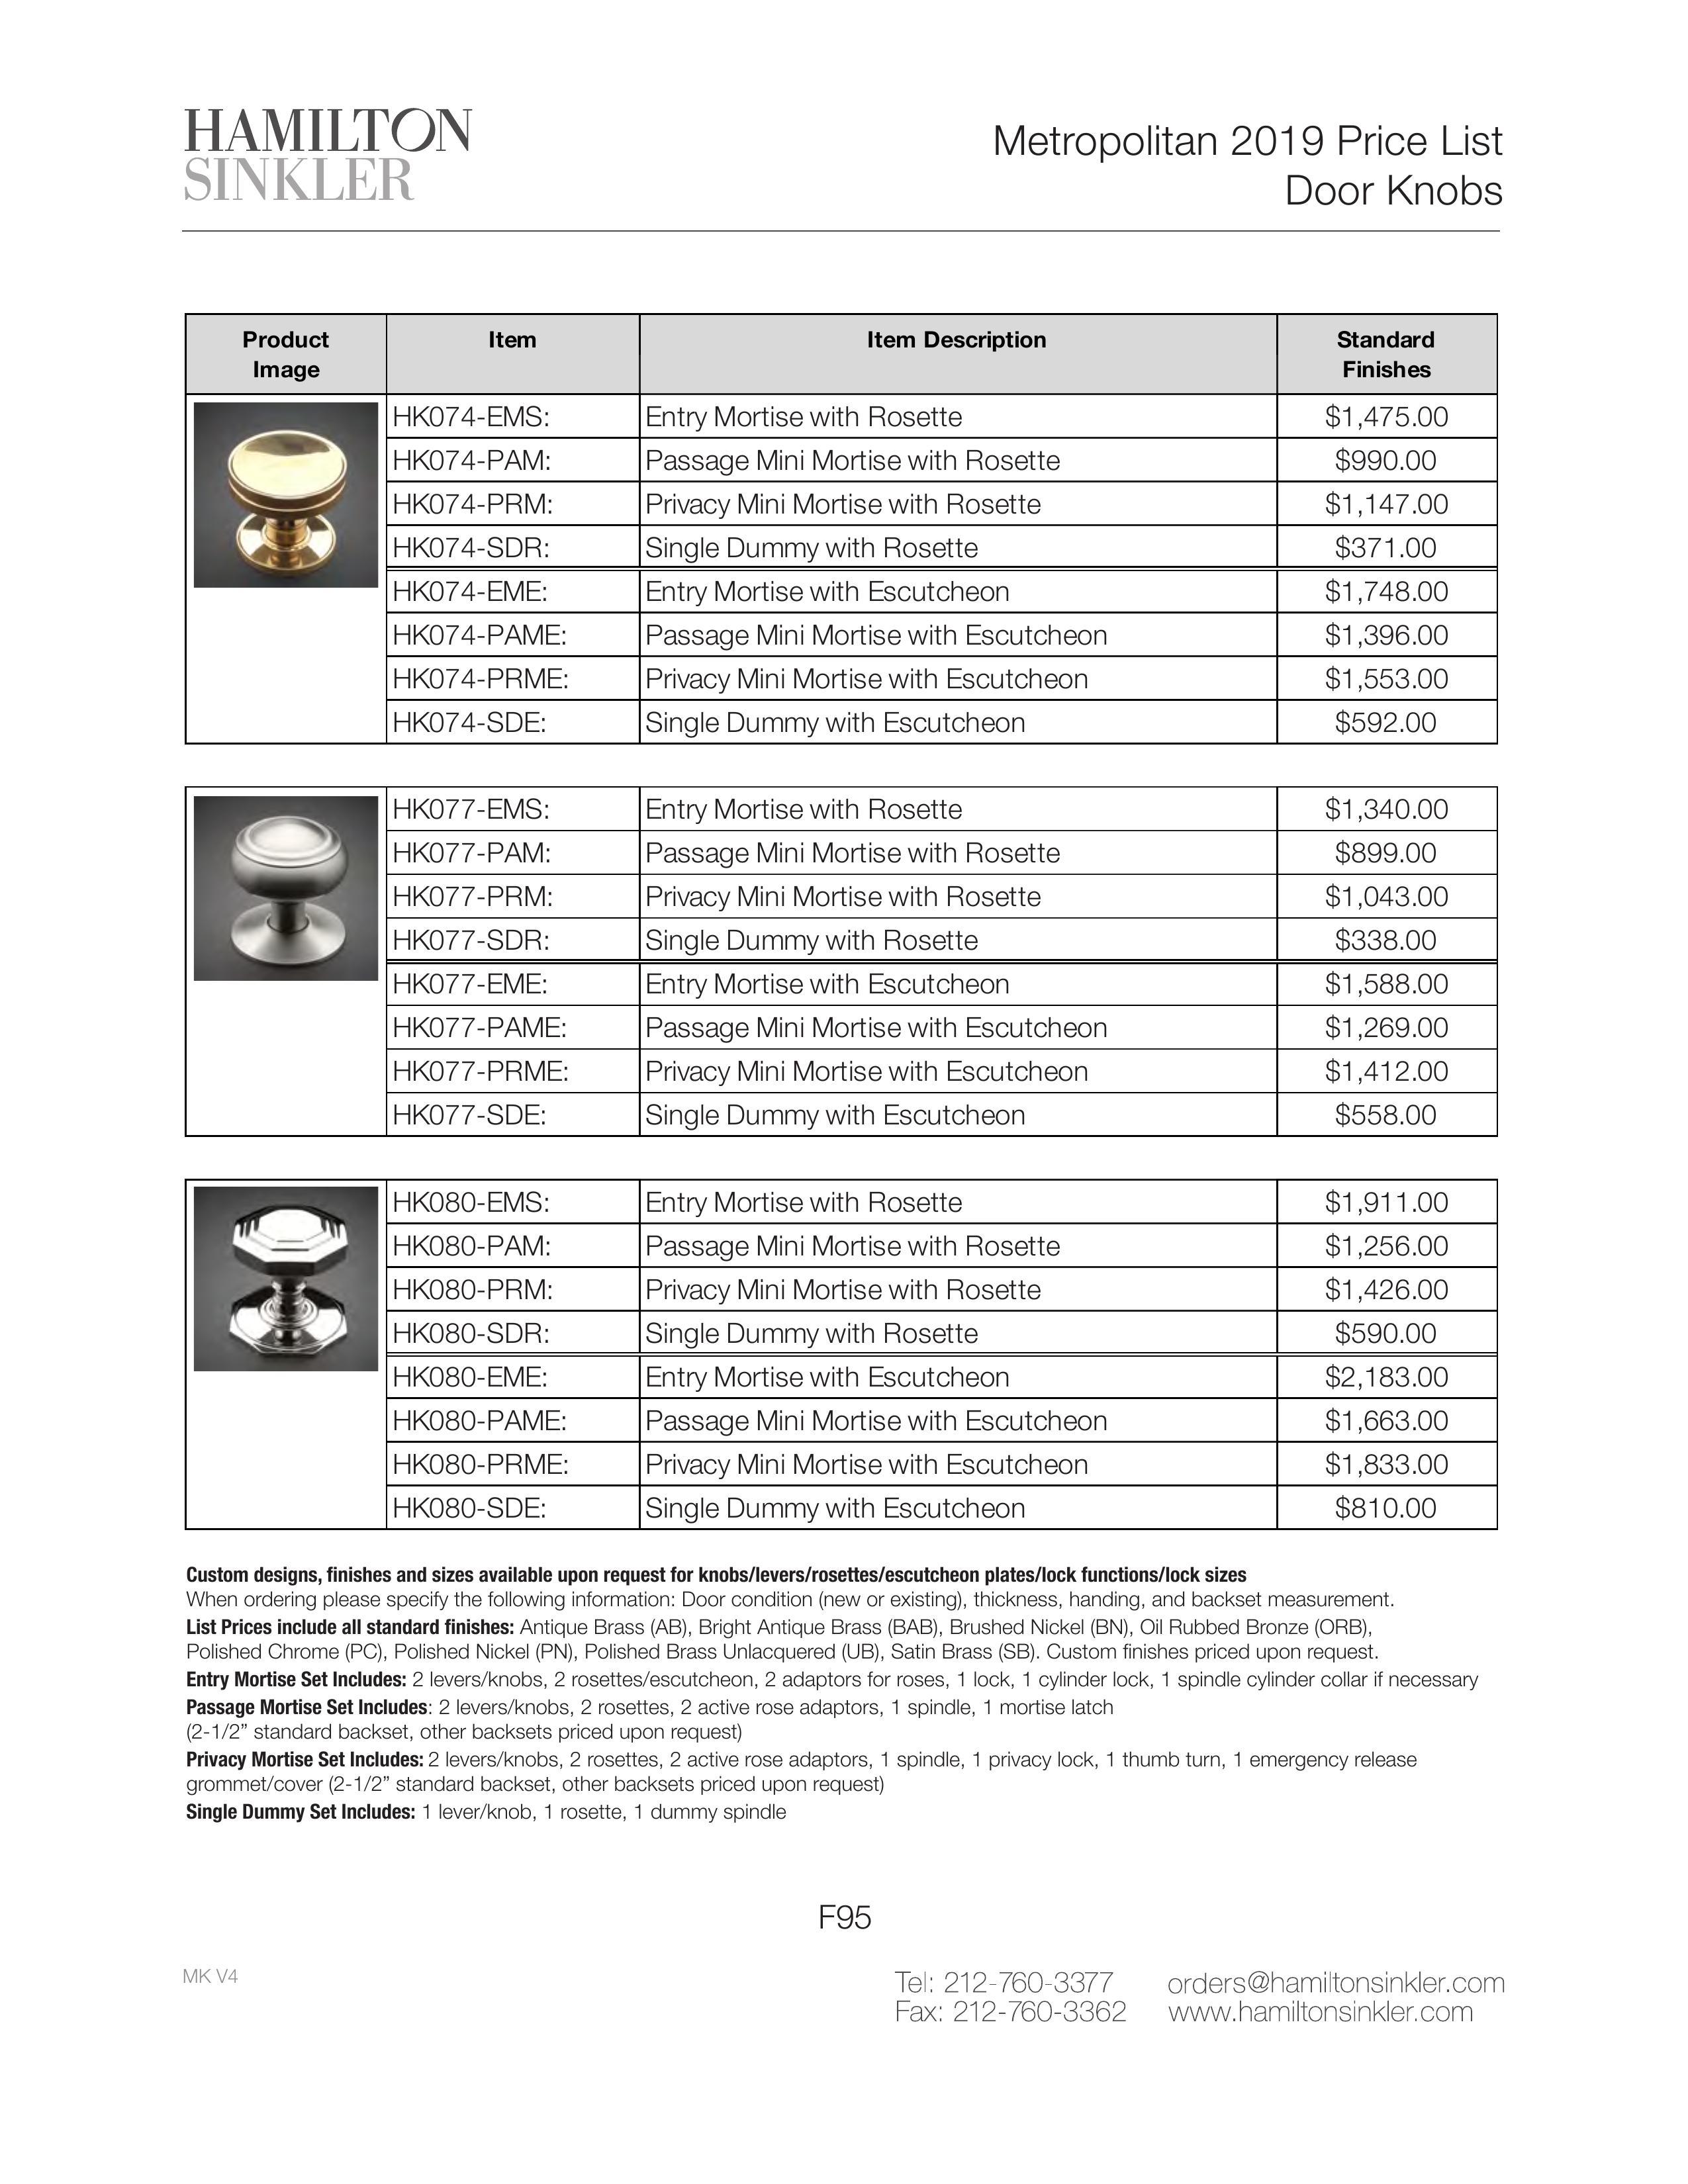 HAMILTON
SINKLER
Metropolitan 2019 Price List
Door Knobs
Product Image Item Item Description Standard Finishes
HK074-EMS: Entry Mortise with Rosette $1,475.00
HK074-PAM: Passage Mini Mortise with Rosette $990.00
HK074-PRM: Privacy Mini Mortise with Rosette $1,147.00
HK074-SDR: Single Dummy with Rosette $371.00
HK074-EME: Entry Mortise with Escutcheon $1,748.00
HK074-PAME: Passage Mini Mortise with Escutcheon $1,396.00
HK074-PRME: Privacy Mini Mortise with Escutcheon $1,553.00
HK074-SDE: Single Dummy with Escutcheon $592.00
HK077-EMS: Entry Mortise with Rosette $1,340.00
HK077-PAM: Passage Mini Mortise with Rosette $899.00
HK077-PRM: Privacy Mini Mortise with Rosette $1,043.00
HK077-SDR: Single Dummy with Rosette $338.00
HK077-EME: Entry Mortise with Escutcheon $1,588.00
HK077-PAME: Passage Mini Mortise with Escutcheon $1,269.00
HK077-PRME: Privacy Mini Mortise with Escutcheon $1,412.00
HK077-SDE: Single Dummy with Escutcheon $558.00
HK080-EMS: Entry Mortise with Rosette $1,911.00
HK080-PAM: Passage Mini Mortise with Rosette $1,256.00
HK080-PRM: Privacy Mini Mortise with Rosette $1,426.00
HK080-SDR: Single Dummy with Rosette $590.00
HK080-EME: Entry Mortise with Escutcheon $2,183.00
HK080-PAME: Passage Mini Mortise with Escutcheon $1,663.00
HK080-PRME: Privacy Mini Mortise with Escutcheon $1,833.00
HK080-SDE: Single Dummy with Escutcheon $810.00
Custom designs, finishes and sizes available upon request for knobs/levers/rosettes/escutcheon plates/lock functions/lock sizes
When ordering please specify the following information: Door condition (new or existing), thickness, handing, and backset measurement.
List Prices include all standard finishes: Antique Brass (AB), Bright Antique Brass (BAB), Brushed Nickel (BN), Oil Rubbed Bronze (ORB),
Polished Chrome (PC), Polished Nickel (PN), Polished Brass Unlacquered (UB), Satin Brass (SB). Custom finishes priced upon request.
Entry Mortise Set Includes: 2 levers/knobs, 2 rosettes/escutcheon, 2 adaptors for roses, 1 lock, 1 cylinder lock, 1 spindle cylinder collar if necessary
Passage Mortise Set Includes: 2 levers/knobs, 2 rosettes, 2 active rose adaptors, 1 spindle, 1 mortise latch
(2-1/2” standard backset, other backsets priced upon request)
Privacy Mortise Set Includes: 2 levers/knobs, 2 rosettes, 2 active rose adaptors, 1 spindle, 1 privacy lock, 1 thumb turn, 1 emergency release
grommet/cover (2-1/2” standard backset, other backsets priced upon request)
Single Dummy Set Includes: 1 lever/knob, 1 rosette, 1 dummy spindle
F95
MK V4
Tel: 212-760-3377 orders@hamiltonsinkler.com
Fax: 212-760-3362 www.hamiltonsinkler.com